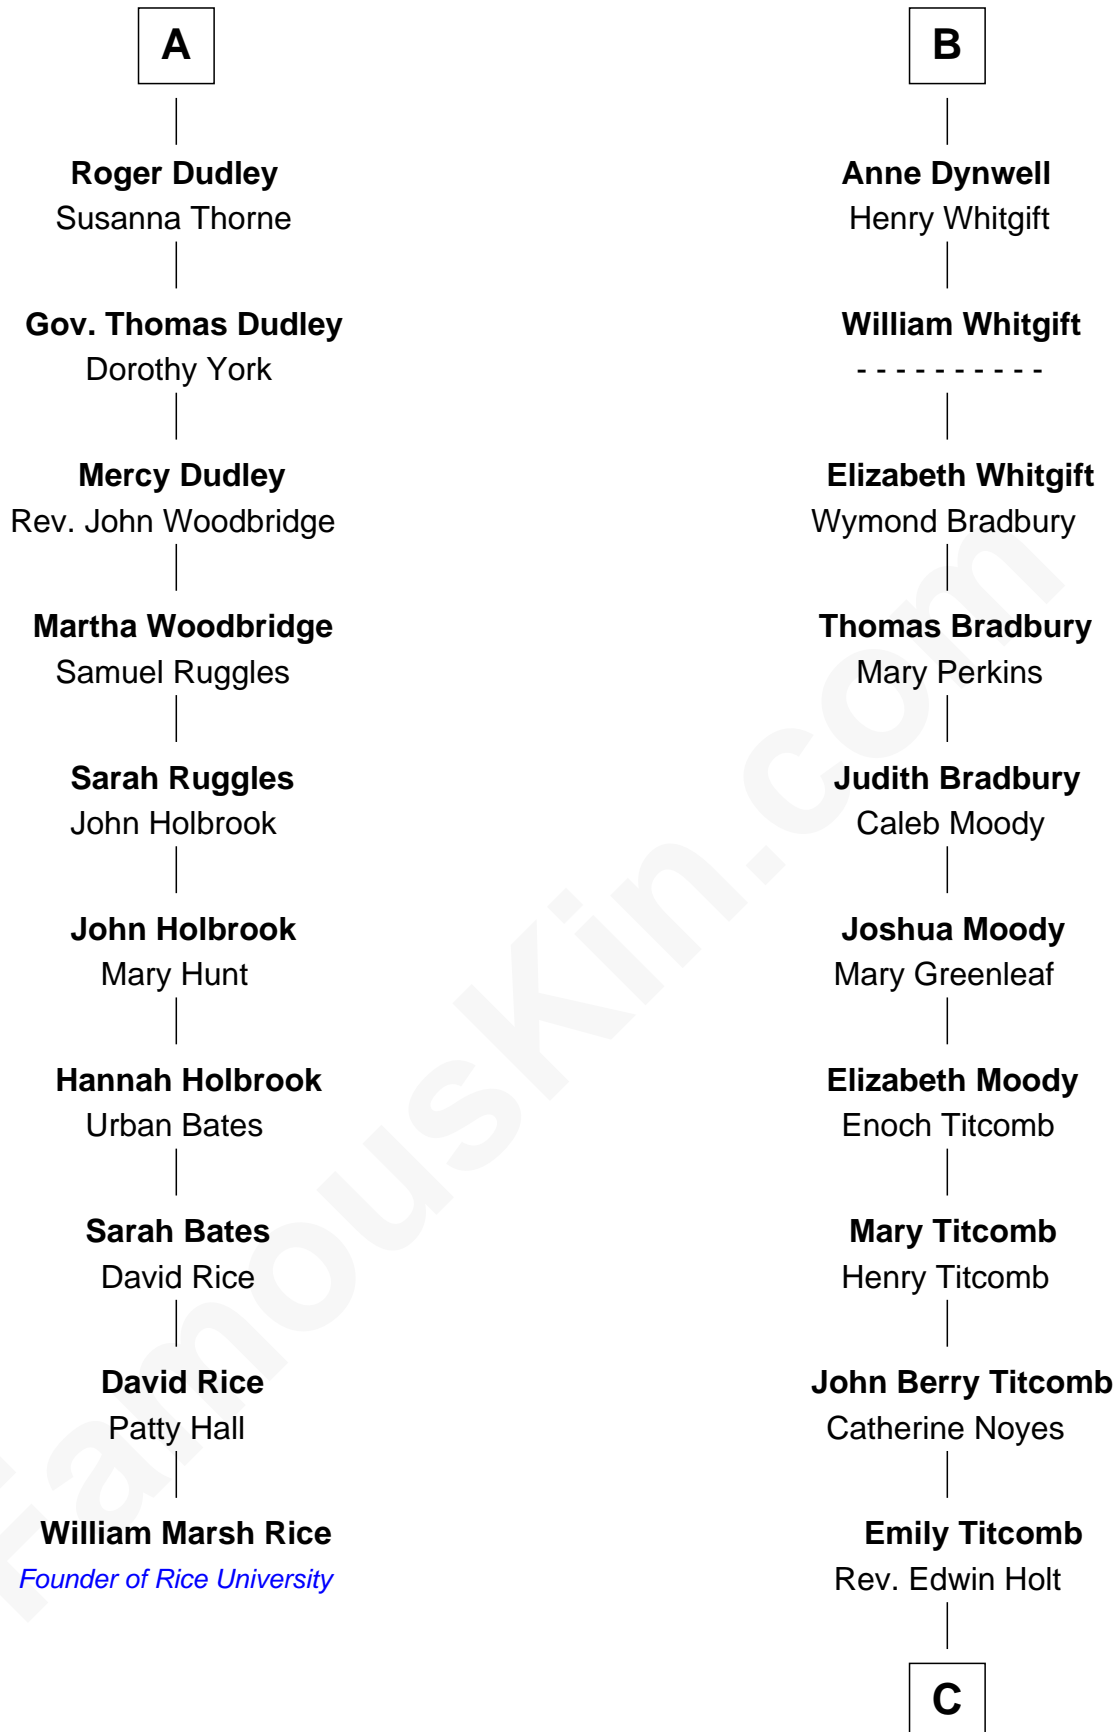 A
Roger Dudley
Susanna Thorne
Gov. Thomas Dudley
Dorothy York
Mercy Dudley
Rev. John Woodbridge
Martha Woodbridge
Samuel Ruggles
Sarah Ruggles
John Holbrook
John Holbrook
Mary Hunt
Hannah Holbrook
Urban Bates
Sarah Bates
David Rice
David Rice
Patty Hall
William Marsh Rice
Founder of Rice University
B
Anne Dynwell
Henry Whitgift
William Whitgift
- - - - - - - - - -
Elizabeth Whitgift
Wymond Bradbury
Thomas Bradbury
Mary Perkins
Judith Bradbury
Caleb Moody
Joshua Moody
Mary Greenleaf
Elizabeth Moody
Enoch Titcomb
Mary Titcomb
Henry Titcomb
John Berry Titcomb
Catherine Noyes
Emily Titcomb
Rev. Edwin Holt
C
FamousKin.com